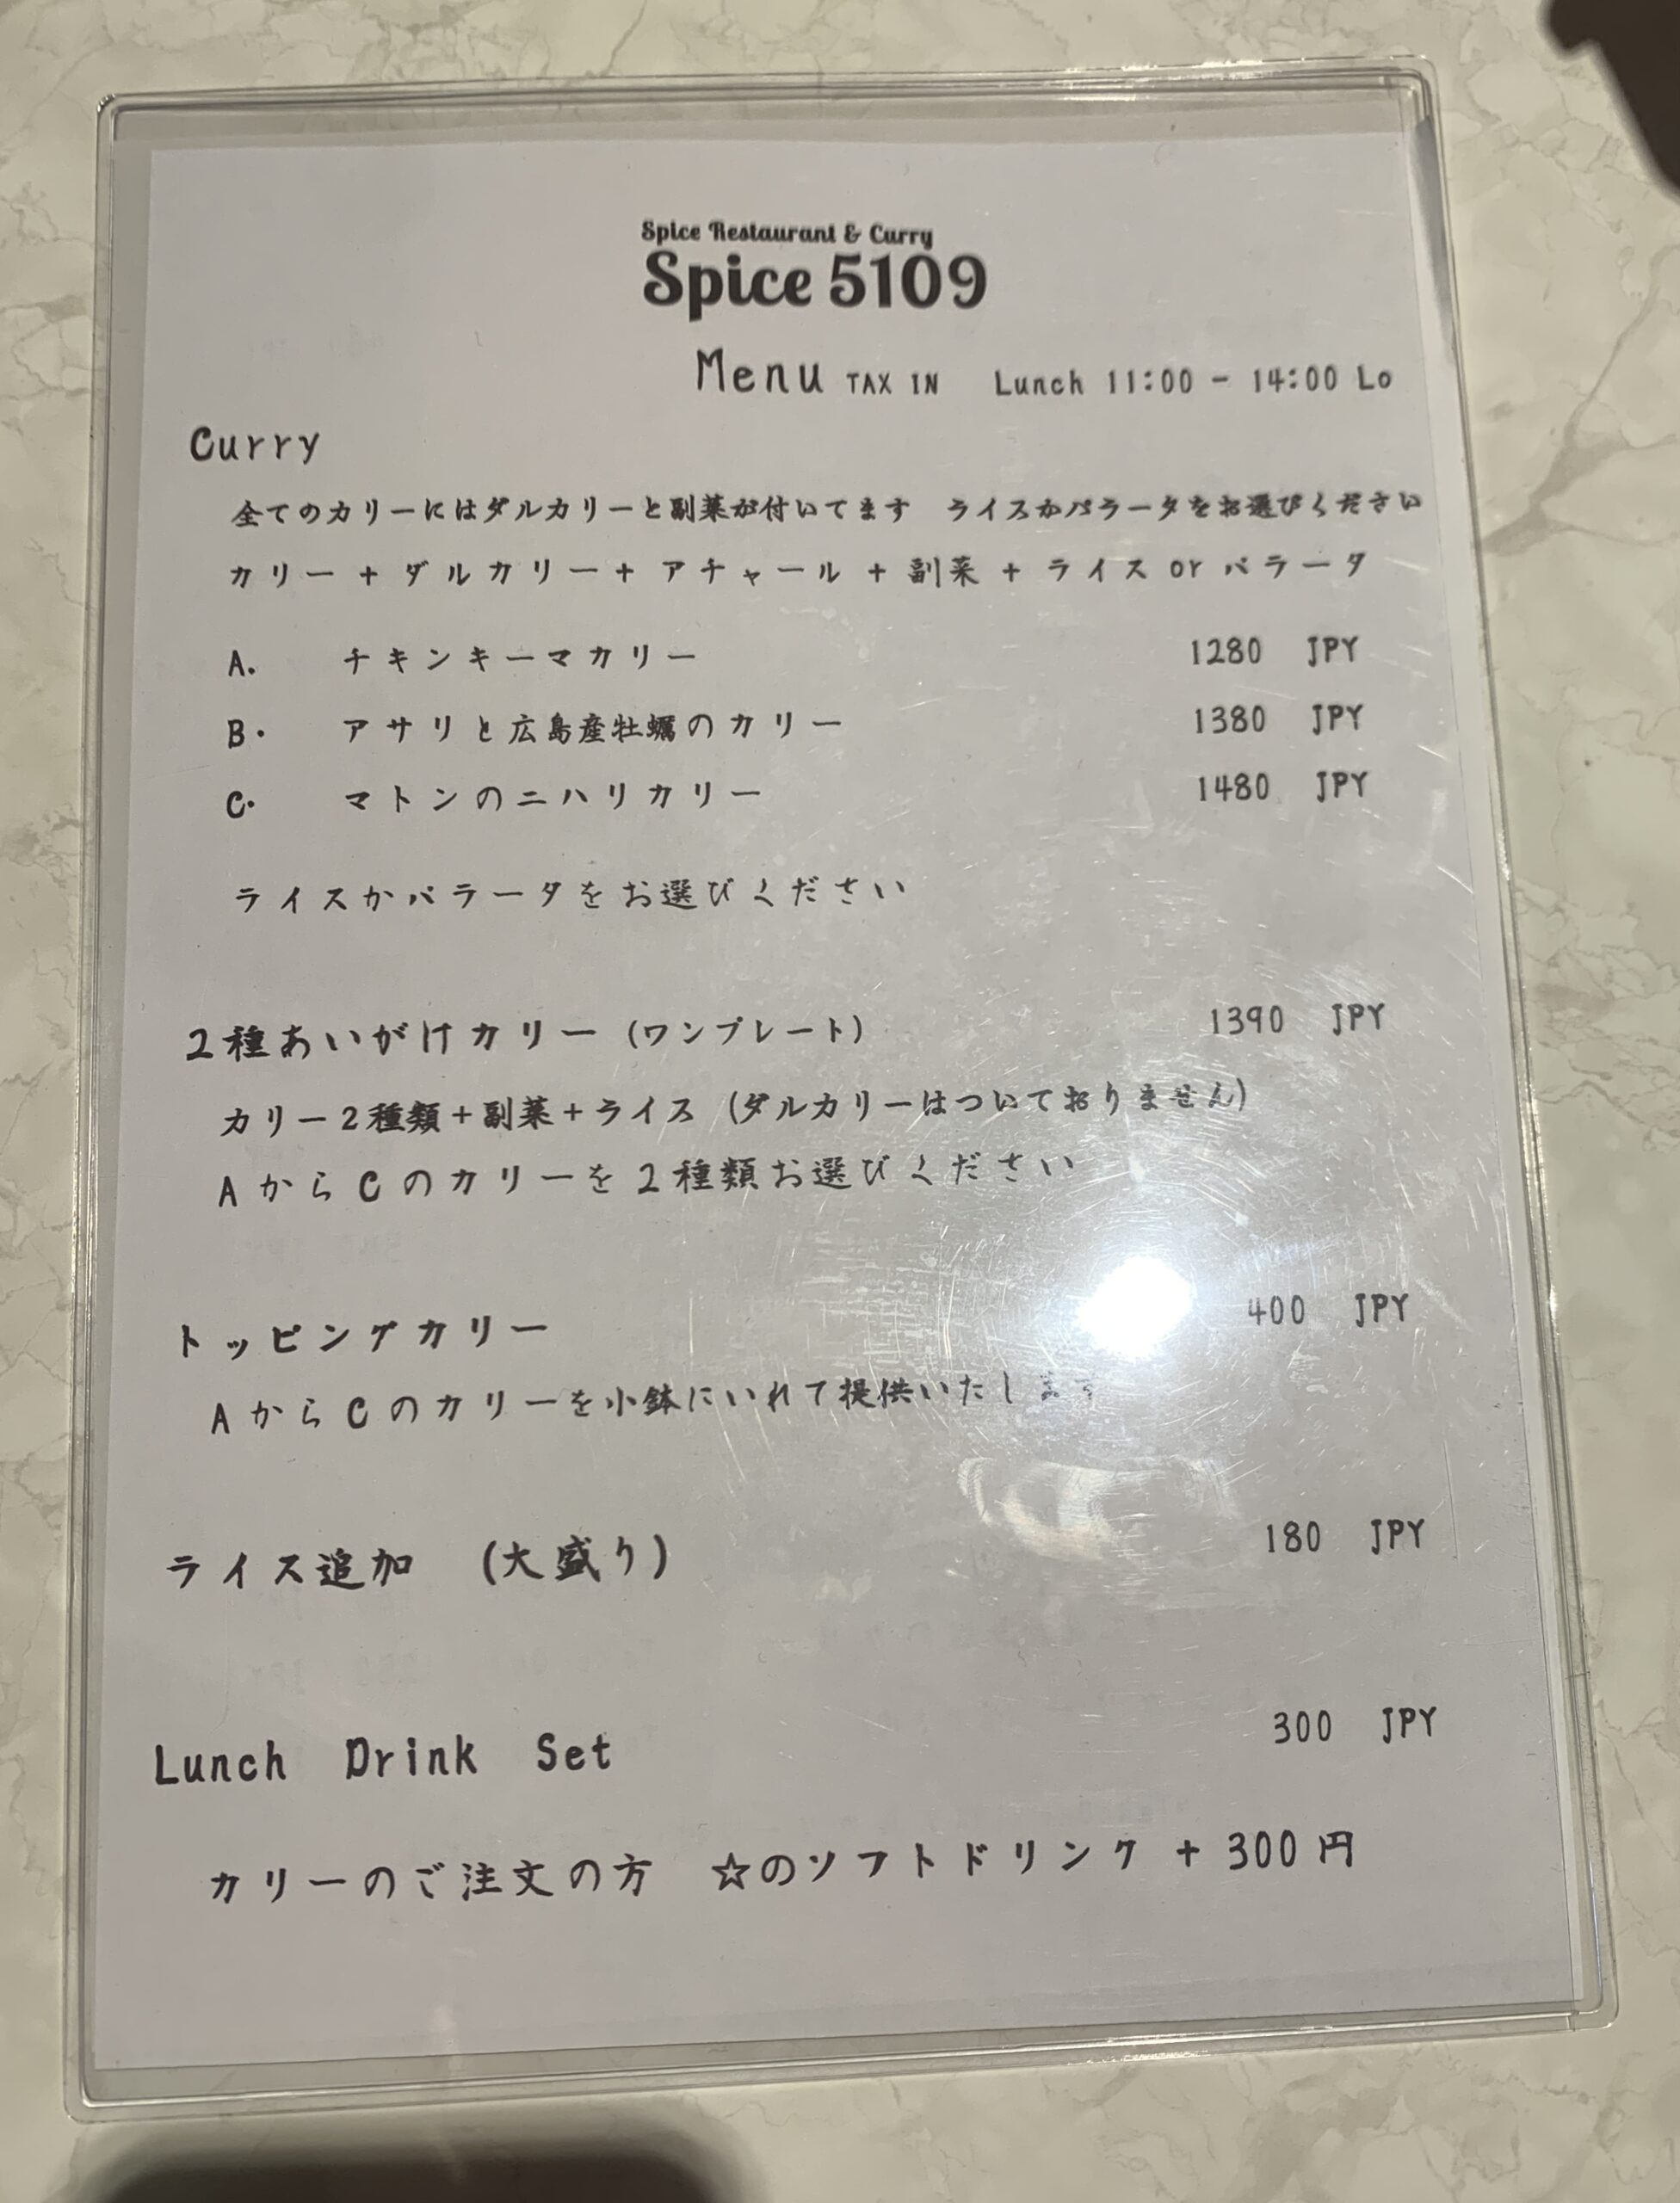 Spice Restaurant & Curry
Spice 5109
Menu TAX IN Lunch 11:00 - 14:00 Lo
Curry
全てのカリーにはダルカリーと副菜が付いてます ライスかパラータをお選びください
カリー + ダルカリー + アチャール + 副菜 + ライス or パラータ
A. チキンキーマカリー 1280 JPY
B. アサリと広島産牡蠣のカリー 1380 JPY
C. マトンのニハリカリー 1480 JPY
ライスかパラータをお選びください
2種あいがけカリー (ワンプレート) 1390 JPY
カリー2種類+副菜+ライス (ダルカリーはついておりません)
AからCのカリーを2種類お選びください
トッピングカリー 400 JPY
AからCのカリーを小鉢にいれて提供いたします
ライス追加 (大盛り) 180 JPY
Lunch Drink Set 300 JPY
カリーのご注文の方 ☆のソフトドリンク + 300円